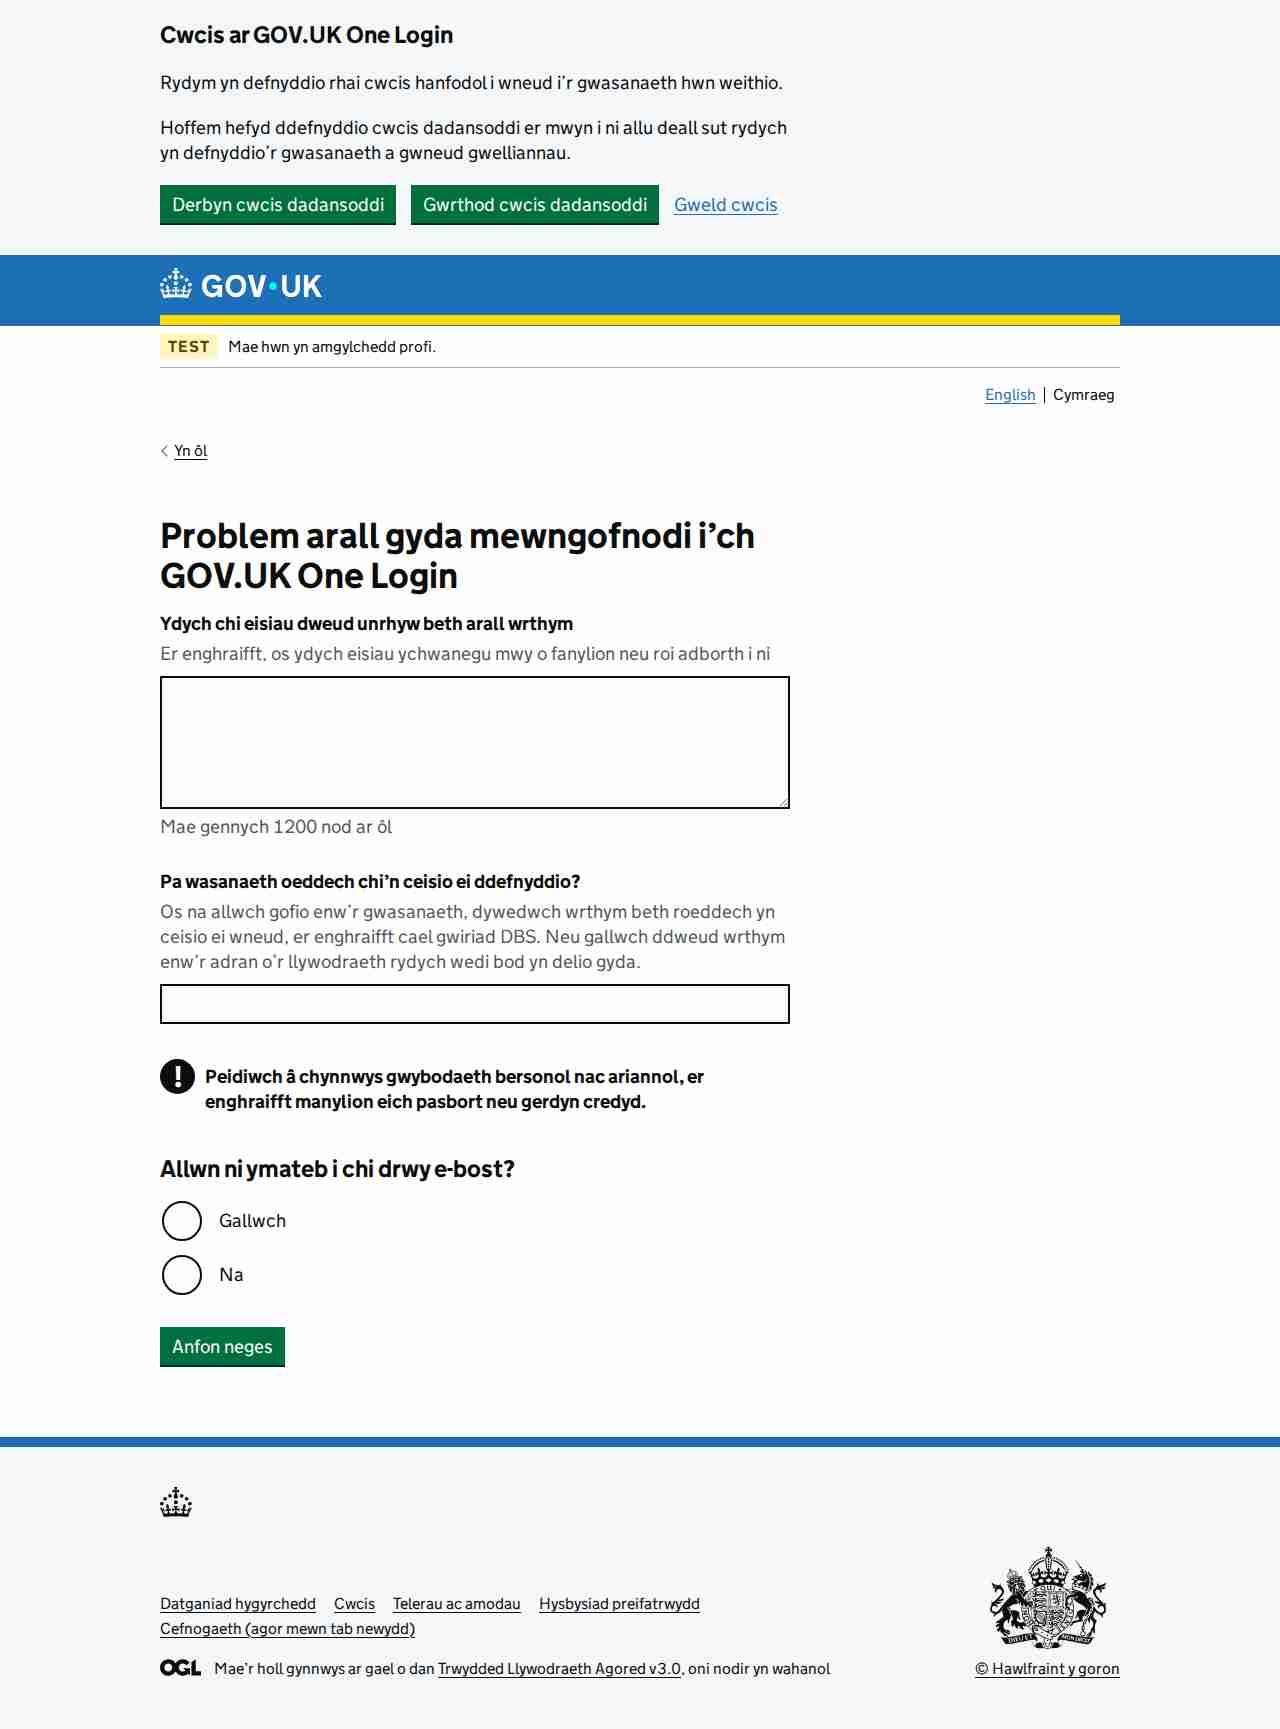 Cwcis ar GOV.UK One Login
Rydym yn defnyddio rhai cwcis hanfodol i wneud i’r gwasanaeth hwn weithio.
Hoffem hefyd ddefnyddio cwcis dadansoddi er mwyn i ni allu deall sut rydych
yn defnyddio’r gwasanaeth a gwneud gwelliannau.
Derbyn cwcis dadansoddi Gwrthod cwcis dadansoddi Gweld cwcis
GOV·UK
TEST Mae hwn yn amgylchedd profi.
English Cymraeg
Yn ôl
Problem arall gyda mewngofnodi i’ch
GOV.UK One Login
Ydych chi eisiau dweud unrhyw beth arall wrthym
Er enghraifft, os ydych eisiau ychwanegu mwy o fanylion neu roi adborth i ni
Mae gennych 1200 nod ar ôl
Pa wasanaeth oeddech chi’n ceisio ei ddefnyddio?
Os na allwch gofio enw’r gwasanaeth, dywedwch wrthym beth roeddech yn
ceisio ei wneud, er enghraifft cael gwiriad DBS. Neu gallwch ddweud wrthym
enw’r adran o’r llywodraeth rydych wedi bod yn delio gyda.
! Peidiwch â chynnwys gwybodaeth bersonol nac ariannol, er
enghraifft manylion eich pasbort neu gerdyn credyd.
Allwn ni ymateb i chi drwy e-bost?
Gallwch
Na
Anfon neges
Datganiad hygyrchedd Cwcis Telerau ac amodau Hysbysiad preifatrwydd
Cefnogaeth (agor mewn tab newydd)
OGL Mae’r holl gynnwys ar gael o dan Trwydded Llywodraeth Agored v3.0, oni nodir yn wahanol
© Hawlfraint y goron